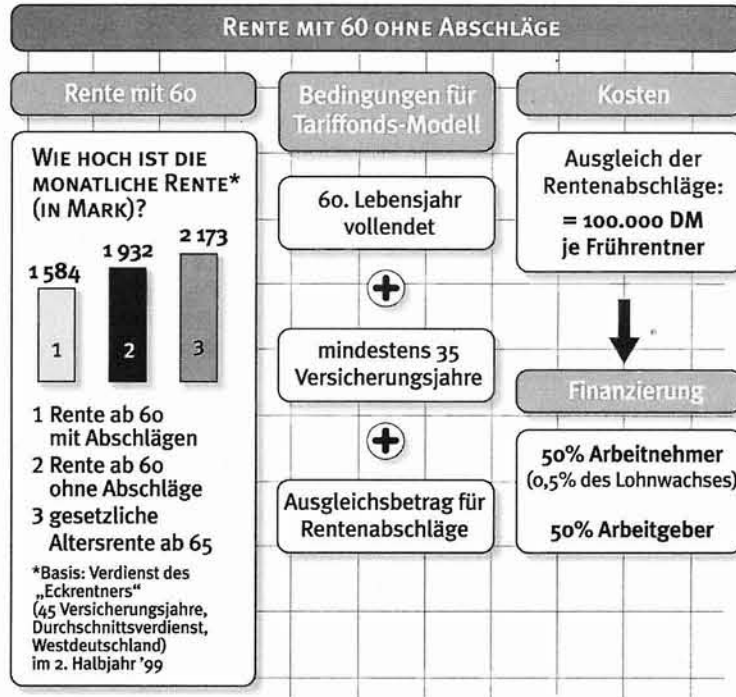 RENTE MIT 60 OHNE ABSCHLÄGE
Rente mit 60
WIE HOCH IST DIE
MONATLICHE RENTE*
(IN MARK)?
1 584
1 932
2 173
1
2
3
1 Rente ab 60
mit Abschlägen
2 Rente ab 60
ohne Abschläge
3 gesetzliche
Altersrente ab 65
*Basis: Verdienst des
„Eckrentners“
(45 Versicherungsjahre,
Durchschnittsverdienst,
Westdeutschland)
im 2. Halbjahr '99
Bedingungen für
Tariffonds-Modell
60. Lebensjahr
vollendet
+
mindestens 35
Versicherungsjahre
+
Ausgleichsbetrag für
Rentenabschläge
Kosten
Ausgleich der
Rentenabschläge:
= 100.000 DM
je Frührentner
Finanzierung
50% Arbeitnehmer
(0,5% des Lohnwachses)
50% Arbeitgeber